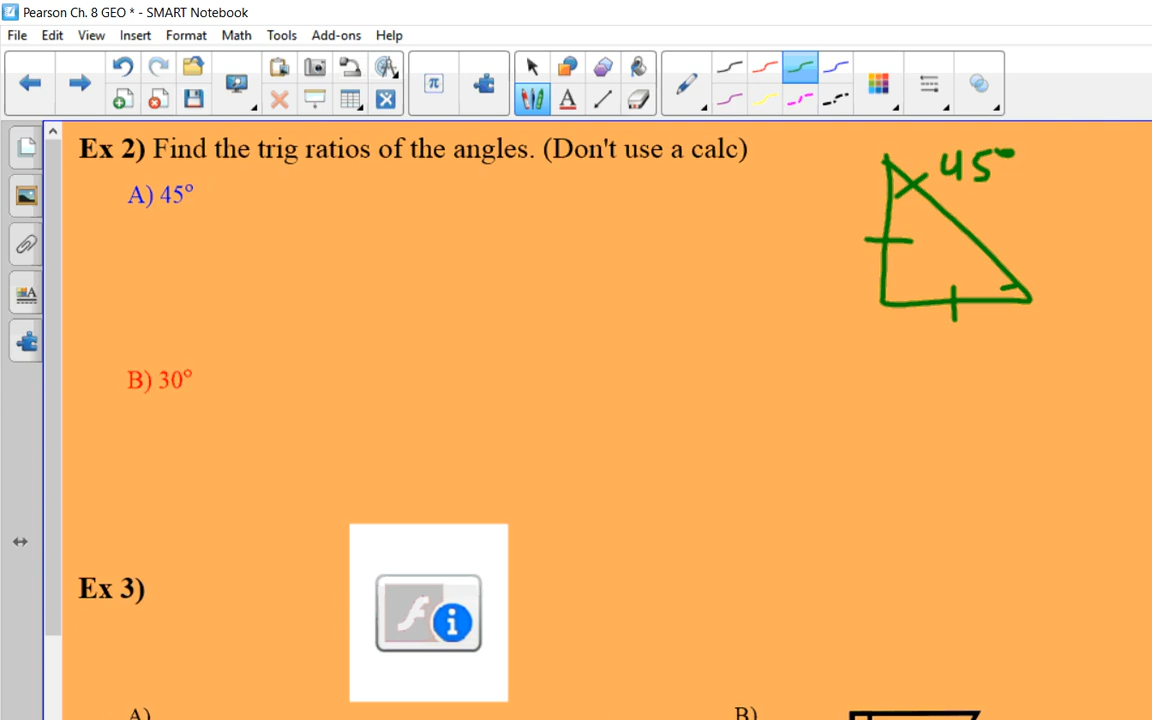 Pearson Ch. 8 GEO * - SMART Notebook
File Edit View Insert Format Math Tools Add-ons Help
π
A
Ex 2) Find the trig ratios of the angles. (Don't use a calc)
45°
A) 45°
B) 30°
Ex 3)
A) B)